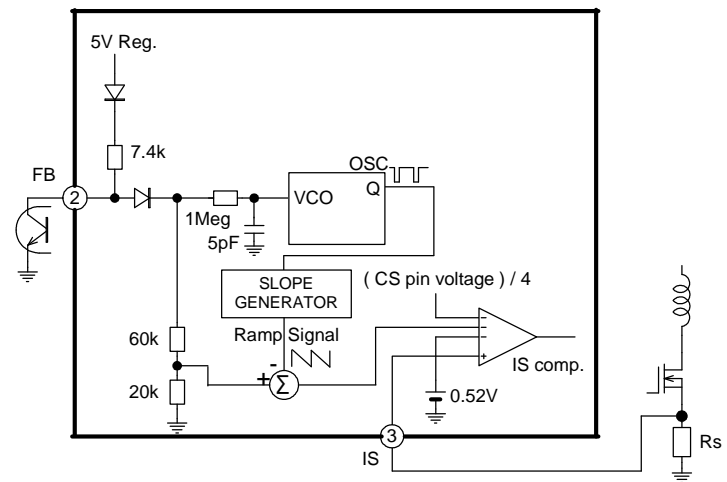 5V Reg.
7.4k
FB
2
OSC
VCO
Q
1Meg
5pF
SLOPE
GENERATOR
( CS pin voltage ) / 4
Ramp Signal
60k
-
+
Σ
20k
−
−
−
+
IS comp.
0.52V
3
IS
Rs